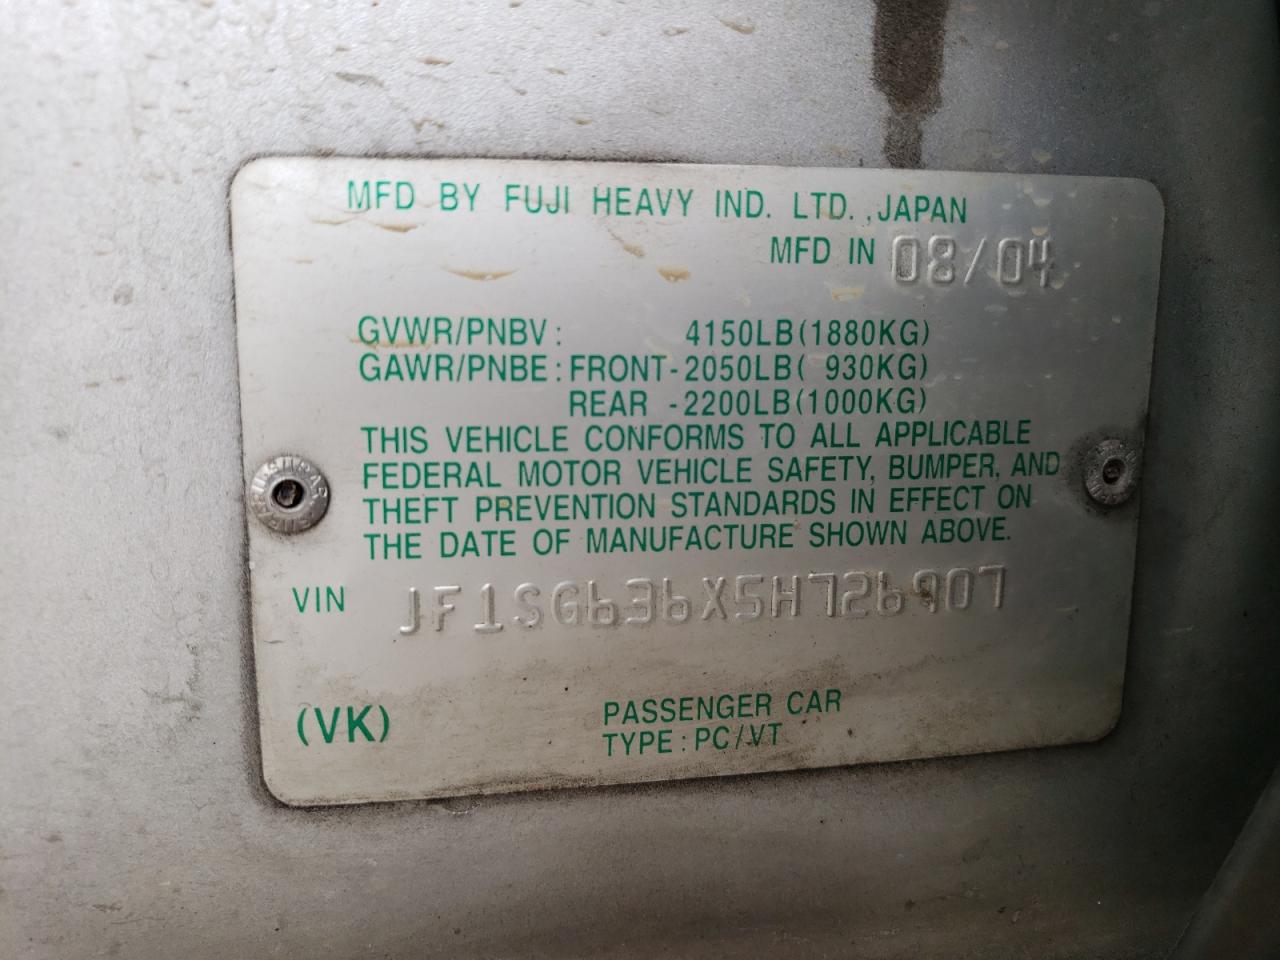 MFD BY FUJI HEAVY IND. LTD. ,JAPAN
MFD IN 08/04
GVWR/PNBV: 4150LB(1880KG)
GAWR/PNBE: FRONT-2050LB( 930KG)
REAR -2200LB(1000KG)
THIS VEHICLE CONFORMS TO ALL APPLICABLE
FEDERAL MOTOR VEHICLE SAFETY, BUMPER, AND
THEFT PREVENTION STANDARDS IN EFFECT ON
THE DATE OF MANUFACTURE SHOWN ABOVE.
VIN JF1SG636X5H726907
(VK) PASSENGER CAR
TYPE: PC/VT